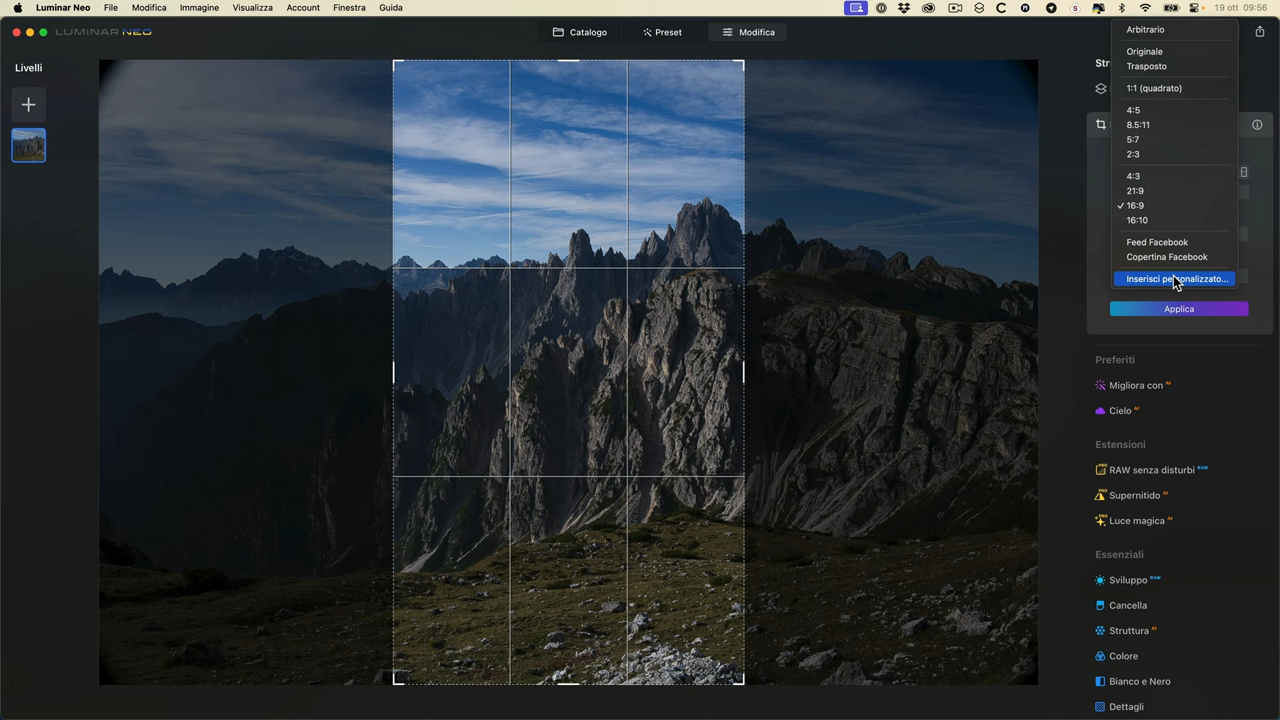 Luminar Neo File Modifica Immagine Visualizza Account Finestra Guida
19 ott 09:56
LUMINAR NEO
Catalogo
Preset
Modifica
Livelli
Arbitrario
Originale
Trasposto
1:1 (quadrato)
4:5
8.5:11
5:7
2:3
4:3
21:9
16:9
16:10
Feed Facebook
Copertina Facebook
Inserisci personalizzato...
Applica
Preferiti
Migliora con AI
Cielo AI
Estensioni
RAW senza disturbi RAW
Supernitido AI
Luce magica AI
Essenziali
Sviluppo RAW
Cancella
Struttura AI
Colore
Bianco e Nero
Dettagli